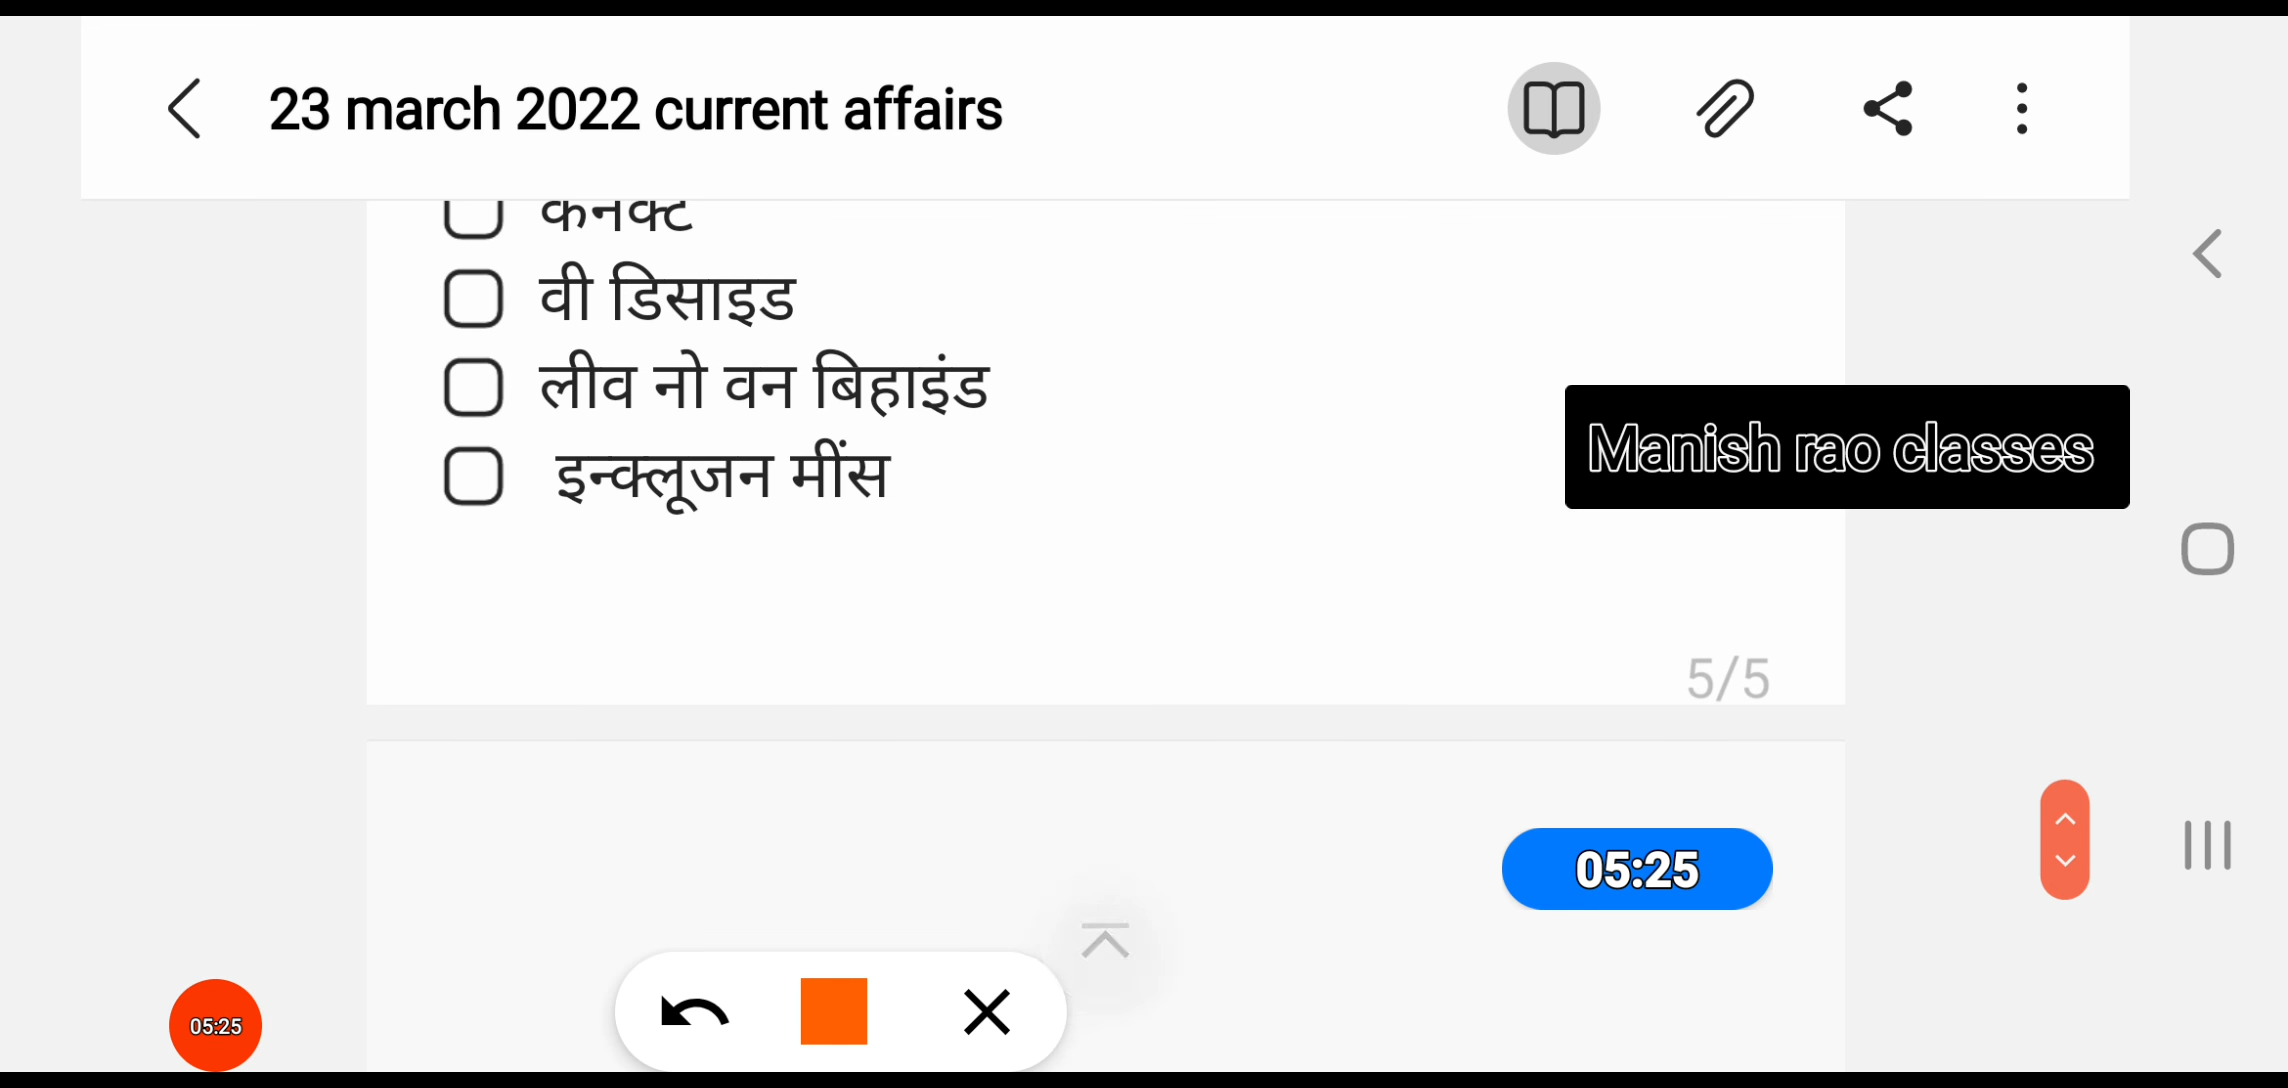 23 march 2022 current affairs
कनेक्ट
वी डिसाइड
लीव नो वन बिहाइंड
इन्क्लूजन मींस
Manish rao classes
5/5
05:25
05:25